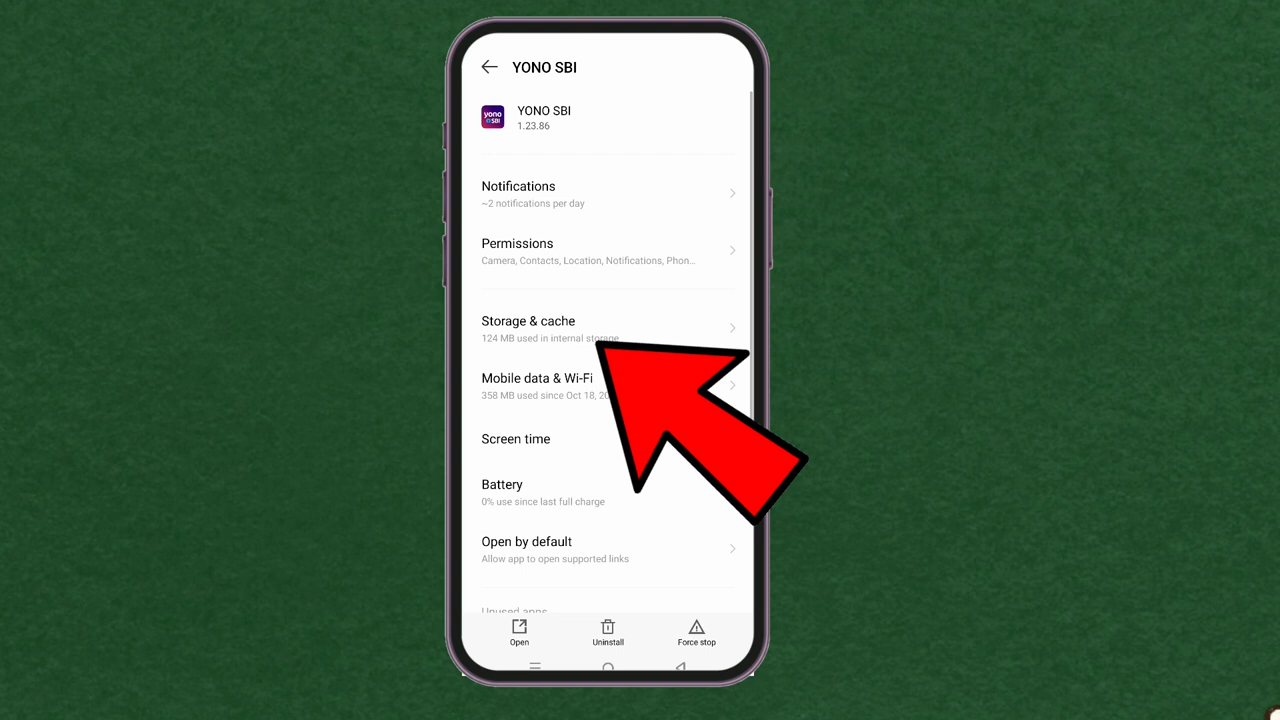 YONO SBI
yono
SBI
YONO SBI
1.23.86
Notifications
~2 notifications per day
Permissions
Camera, Contacts, Location, Notifications, Phon...
Storage & cache
124 MB used in internal storage
Mobile data & Wi-Fi
358 MB used since Oct 18, 20
Screen time
Battery
0% use since last full charge
Open by default
Allow app to open supported links
Unused apps
Open
Uninstall
Force stop